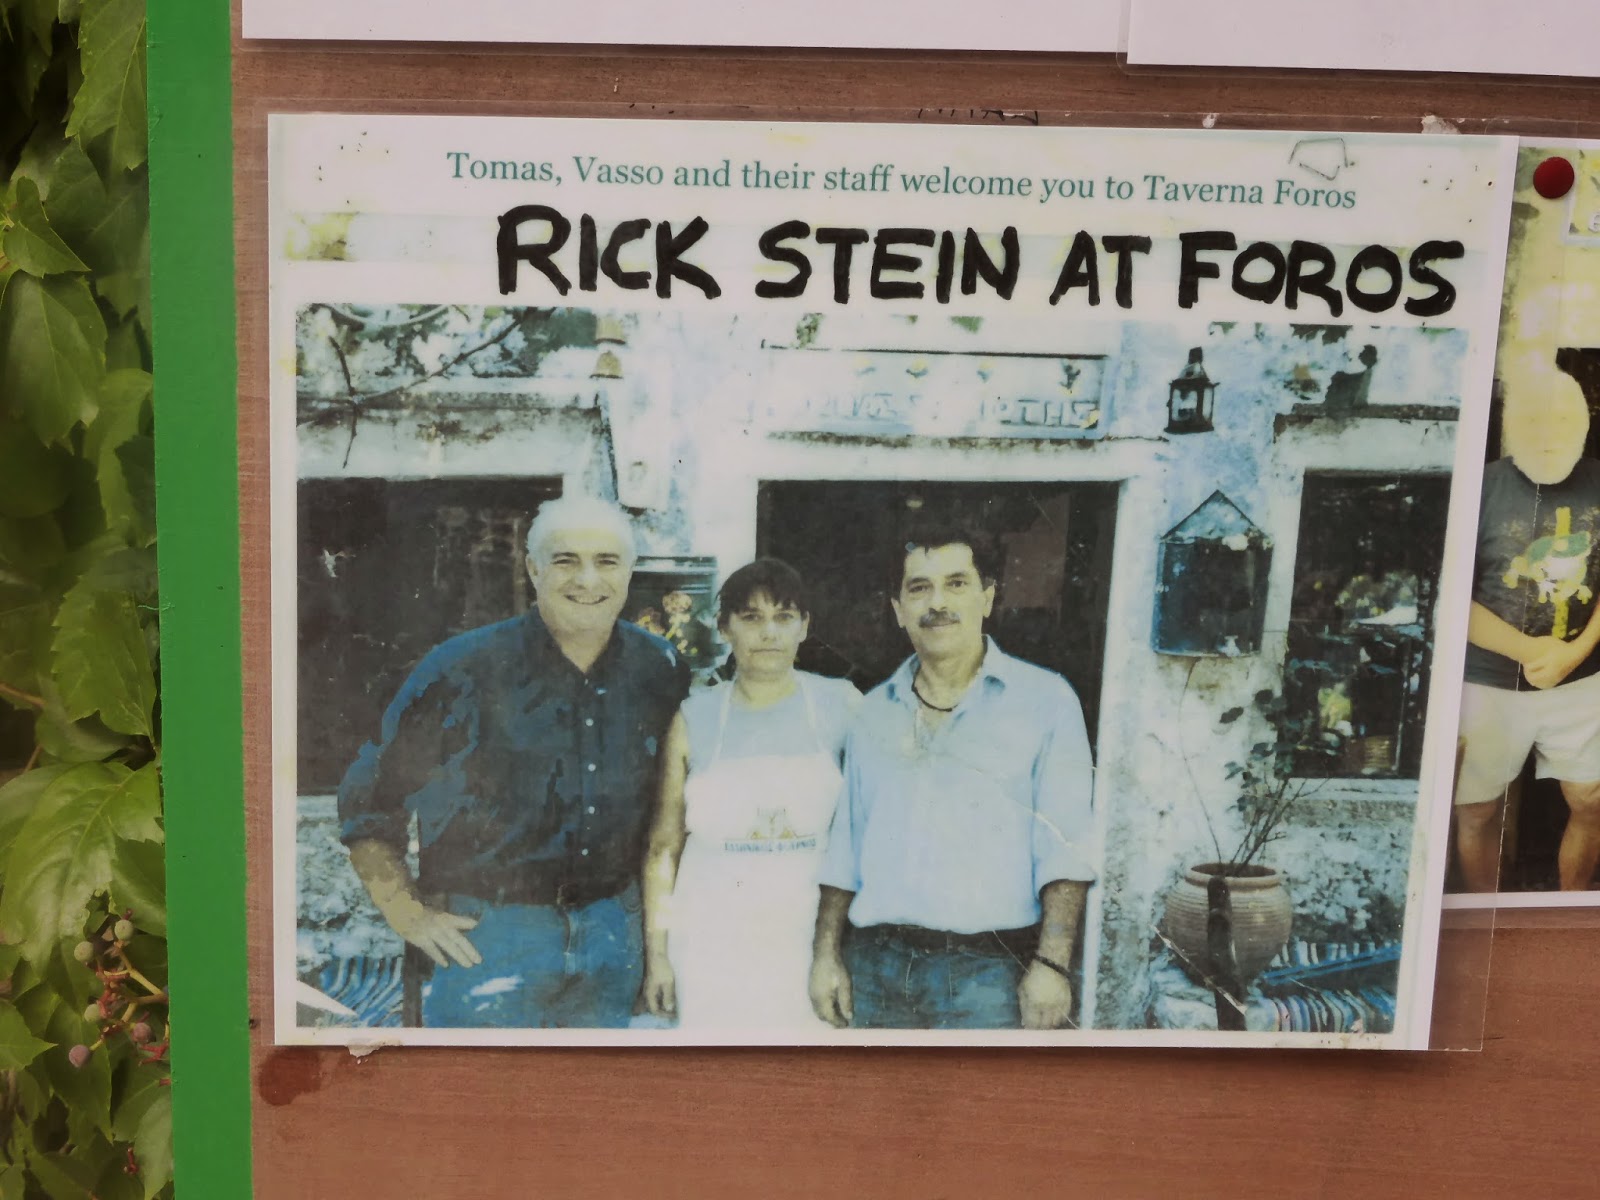 Tomas, Vasso and their staff welcome you to Taverna Foros
RICK STEIN AT FOROS